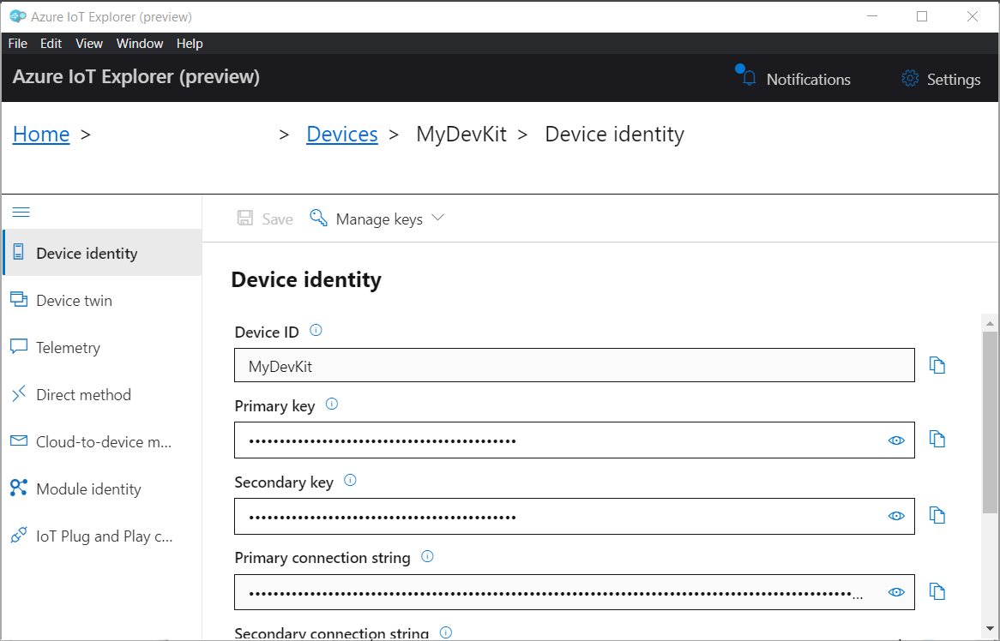 Azure IoT Explorer (preview)
File Edit View Window Help
Azure IoT Explorer (preview)
Notifications
Settings
Home > > Devices > MyDevKit > Device identity
Save
Manage keys
Device identity
Device twin
Telemetry
Direct method
Cloud-to-device m...
Module identity
IoT Plug and Play c...
Device identity
Device ID
MyDevKit
Primary key
Secondary key
Primary connection string
...
Secondary connection string